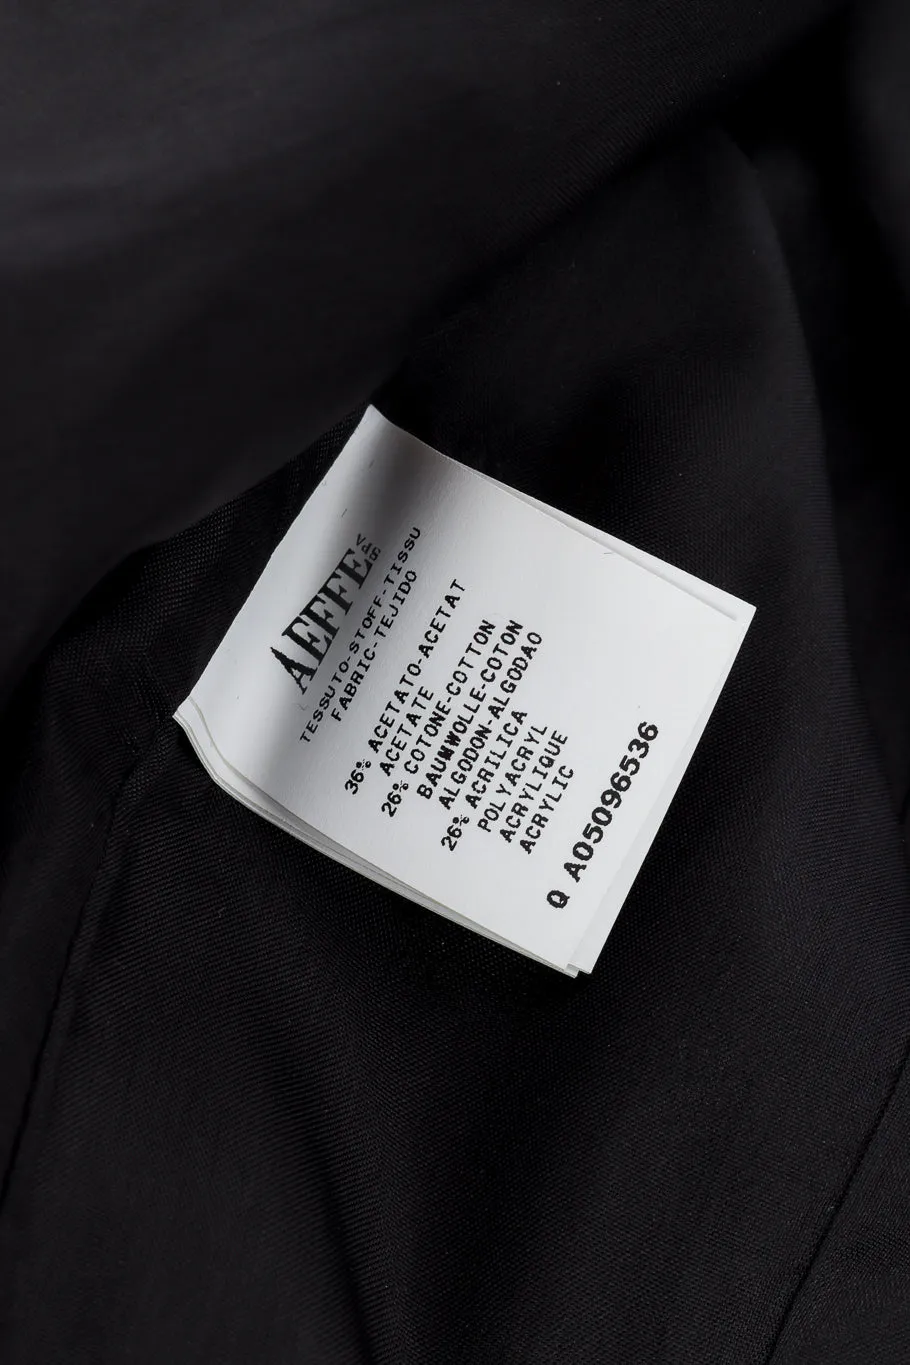 AEFFE SPA
TESSUTO-STOFF-TISSU
FABRIC-TEJIDO
36% ACETATO-ACETAT
ACETATE
26% COTONE-COTTON
BAUMWOLLE-COTON
ALGODON-ALGODAO
26% ACRILICA
POLYACRYL
ACRYLIQUE
ACRYLIC
Q A05096536